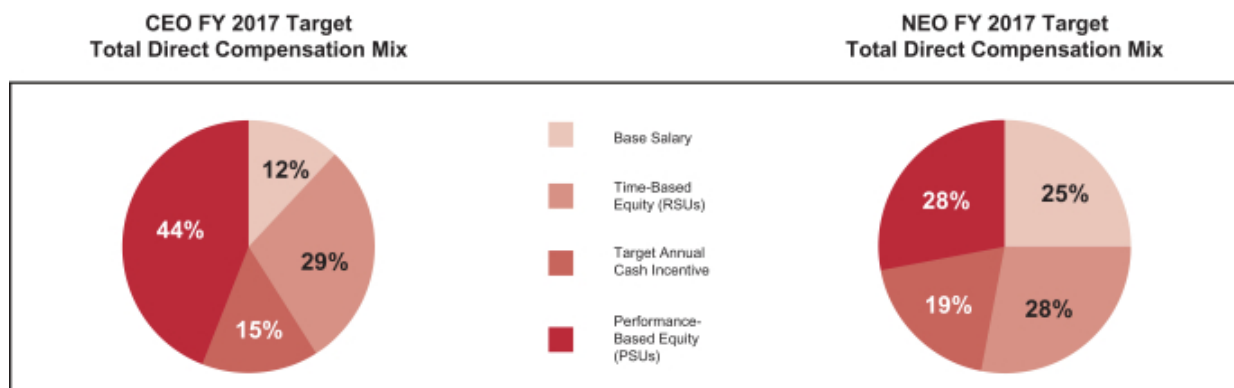 CEO FY 2017 Target
Total Direct Compensation Mix
NEO FY 2017 Target
Total Direct Compensation Mix
12%
29%
15%
44%
Base Salary
Time-Based
Equity (RSUs)
Target Annual
Cash Incentive
Performance-
Based Equity
(PSUs)
25%
28%
19%
28%